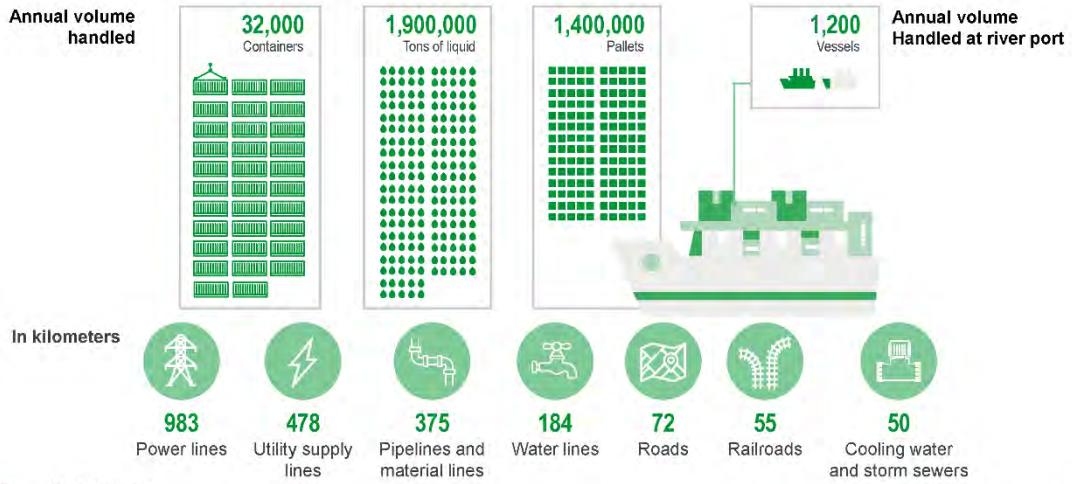 Annual volume
handled
32,000
Containers
1,900,000
Tons of liquid
1,400,000
Pallets
1,200
Vessels
Annual volume
Handled at river port
In kilometers
983
Power lines
478
Utility supply
lines
375
Pipelines and
material lines
184
Water lines
72
Roads
55
Railroads
50
Cooling water
and storm sewers